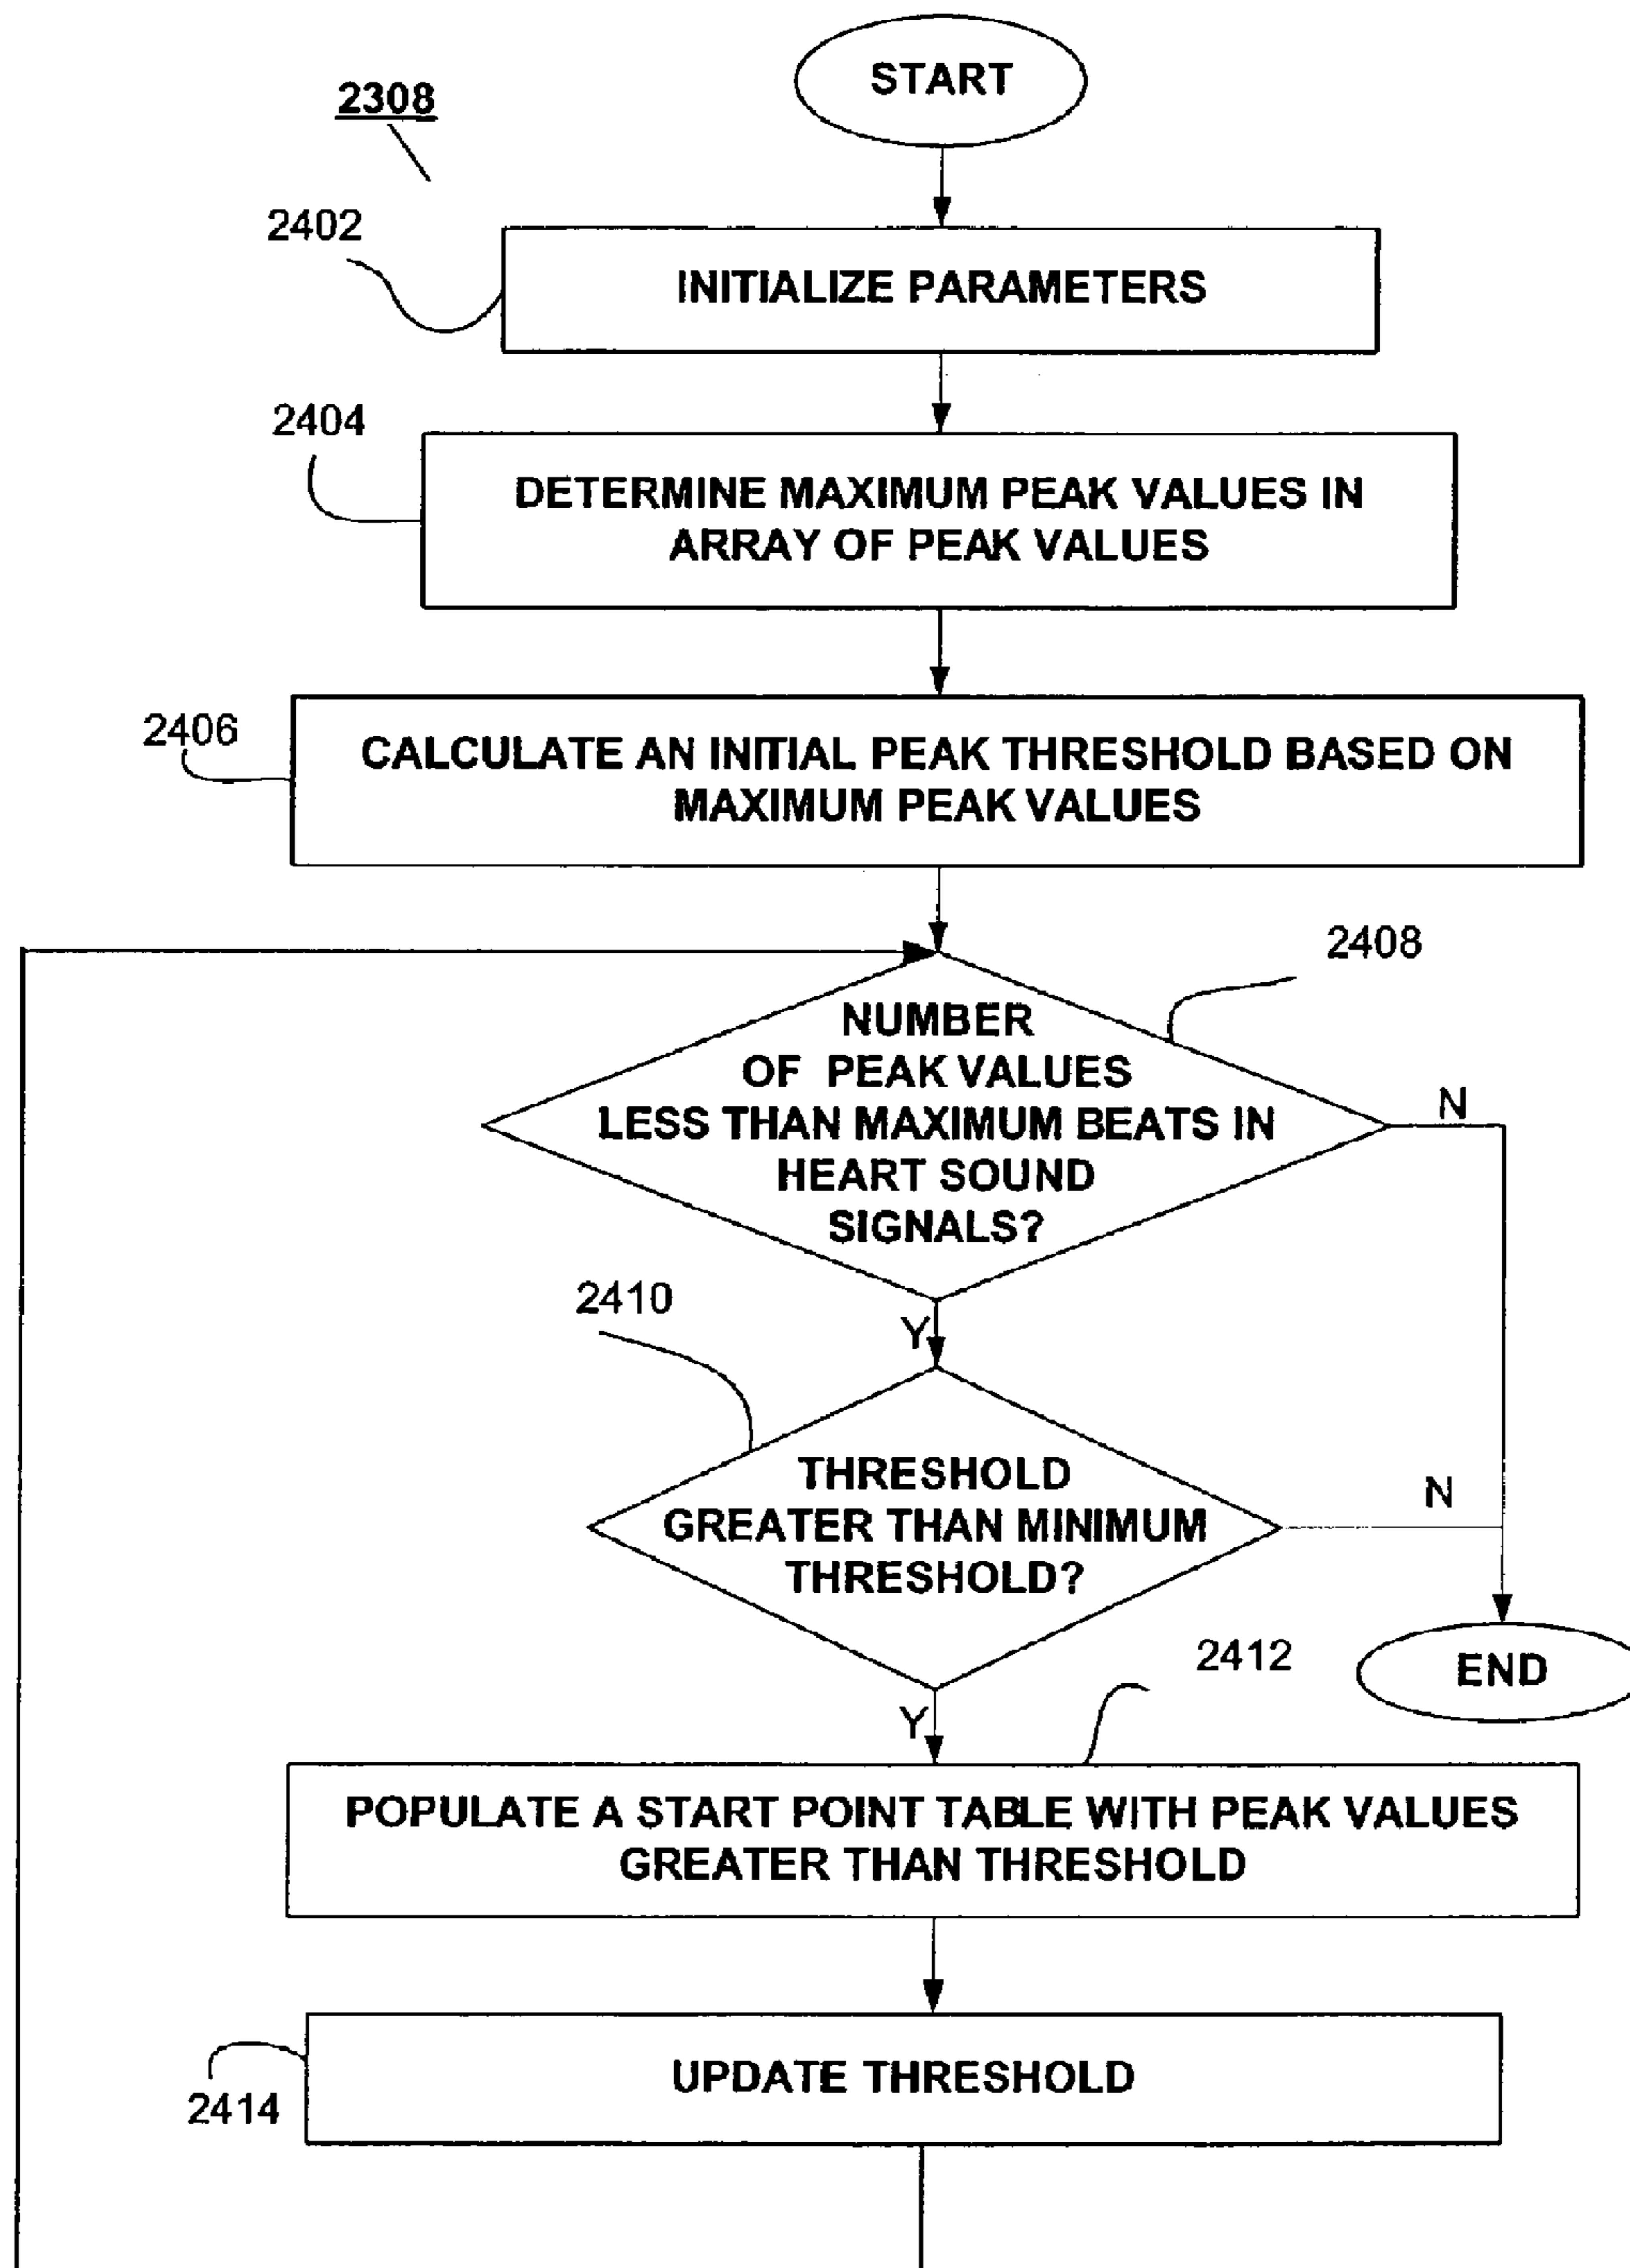 START
2308
2402
INITIALIZE PARAMETERS
2404
DETERMINE MAXIMUM PEAK VALUES IN
ARRAY OF PEAK VALUES
2406
CALCULATE AN INITIAL PEAK THRESHOLD BASED ON
MAXIMUM PEAK VALUES
2408
NUMBER
OF PEAK VALUES
LESS THAN MAXIMUM BEATS IN
HEART SOUND
SIGNALS?
N
Y
2410
THRESHOLD
GREATER THAN MINIMUM
THRESHOLD?
N
END
Y
2412
POPULATE A START POINT TABLE WITH PEAK VALUES
GREATER THAN THRESHOLD
UPDATE THRESHOLD
2414